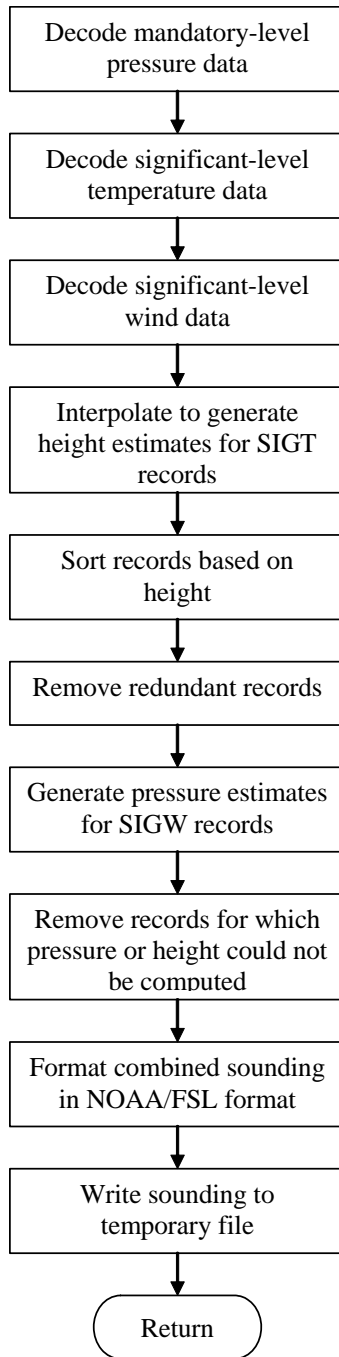 Decode mandatory-level
pressure data
Decode significant-level
temperature data
Decode significant-level
wind data
Interpolate to generate
height estimates for SIGT
records
Sort records based on
height
Remove redundant records
Generate pressure estimates
for SIGW records
Remove records for which
pressure or height could not
be computed
Format combined sounding
in NOAA/FSL format
Write sounding to
temporary file
Return